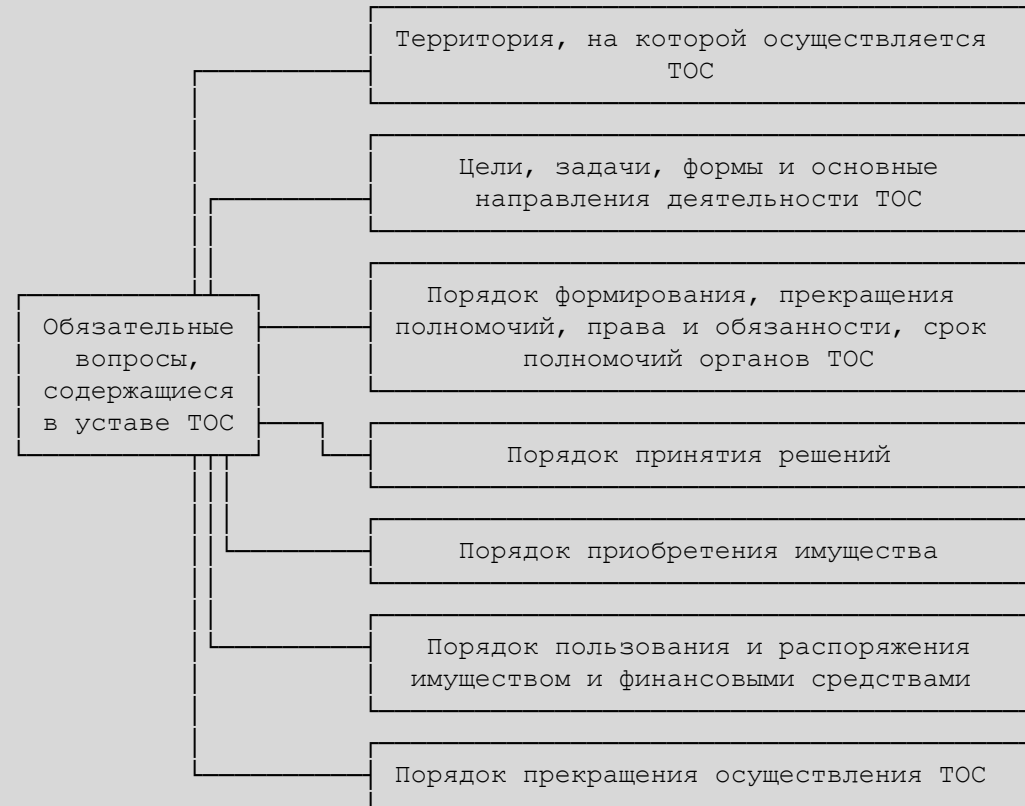 Территория, на которой осуществляется
ТОС
Цели, задачи, формы и основные
направления деятельности ТОС
Обязательные
вопросы,
содержащиеся
в уставе ТОС
Порядок формирования, прекращения
полномочий, права и обязанности, срок
полномочий органов ТОС
Порядок принятия решений
Порядок приобретения имущества
Порядок пользования и распоряжения
имуществом и финансовыми средствами
Порядок прекращения осуществления ТОС